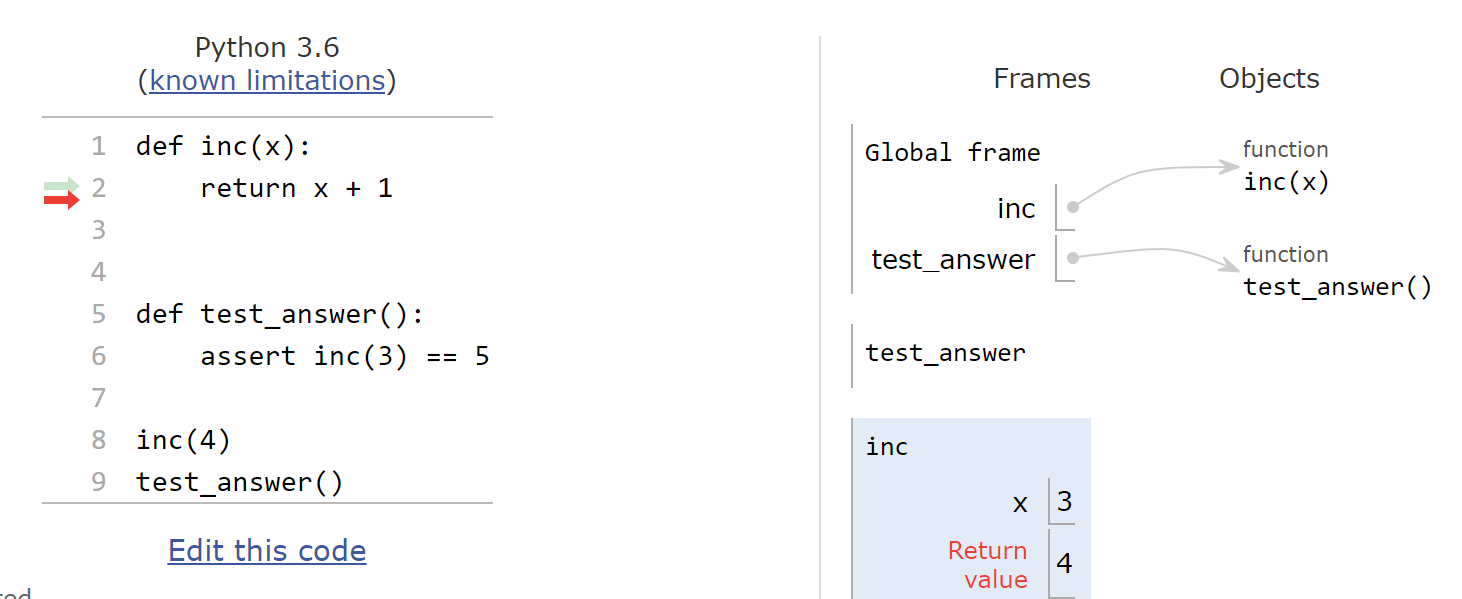 Python 3.6
(known limitations)
1 def inc(x):
2     return x + 1
3
4
5 def test_answer():
6     assert inc(3) == 5
7
8 inc(4)
9 test_answer()
Edit this code
Frames Objects
Global frame
inc
test_answer
function
inc(x)
function
test_answer()
test_answer
inc
x 3
Return
value 4